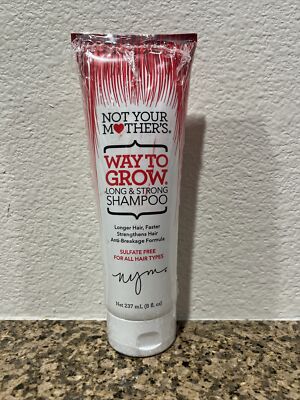 NOT YOUR
MOTHER'S®
WAY TO
GROW
LONG & STRONG
SHAMPOO
Longer Hair, Faster
Strengthens Hair
Anti-Breakage Formula
SULFATE FREE
FOR ALL HAIR TYPES
nym
Net 237 mL (8 fl. oz)